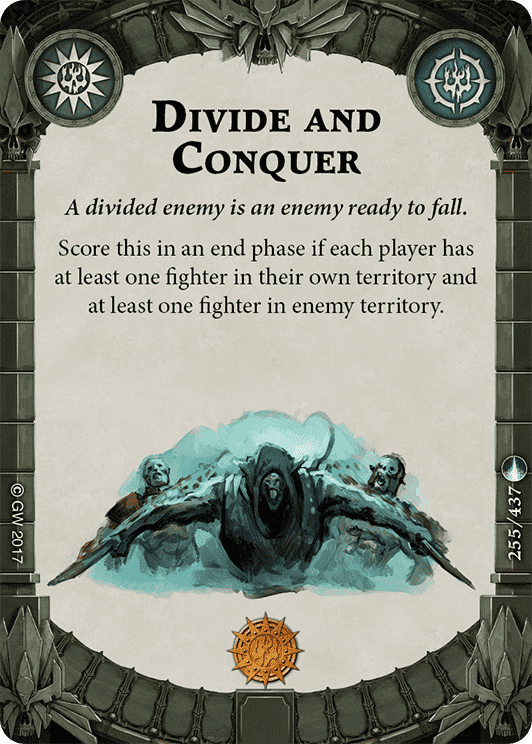 Divide and
Conquer
A divided enemy is an enemy ready to fall.
Score this in an end phase if each player has
at least one fighter in their own territory and
at least one fighter in enemy territory.
© GW 2017
255/437